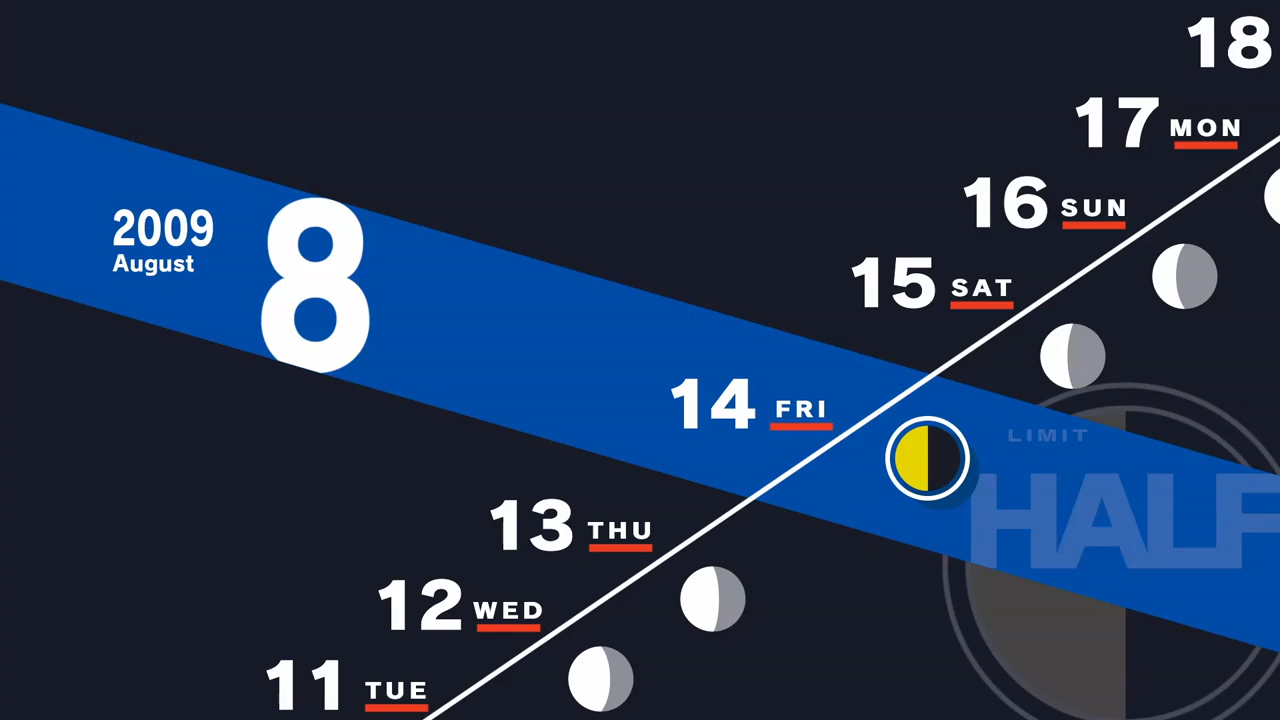 18
17 MON
16 SUN
15 SAT
2009
August
8
14 FRI
LIMIT
HALF
13 THU
12 WED
11 TUE